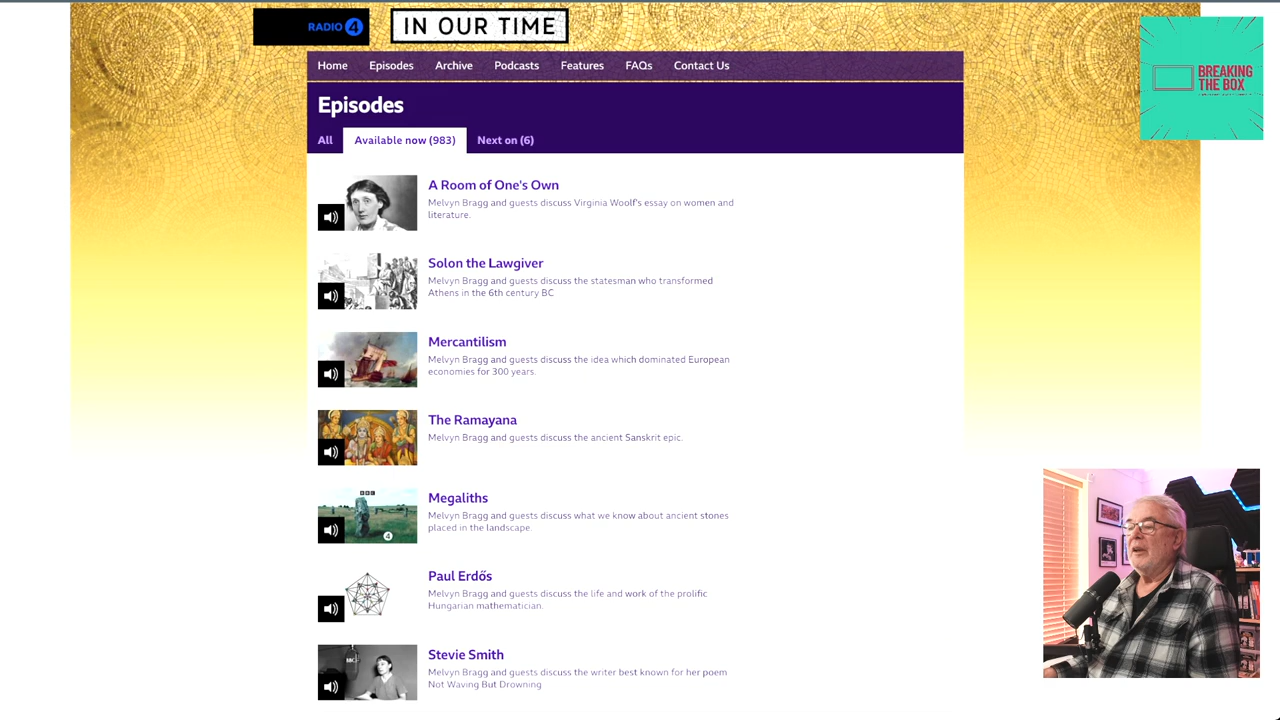 RADIO 4
IN OUR TIME
BREAKING
THE BOX
Home Episodes Archive Podcasts Features FAQs Contact Us
Episodes
All Available now (983) Next on (6)
A Room of One's Own
Melvyn Bragg and guests discuss Virginia Woolf's essay on women and
literature.
Solon the Lawgiver
Melvyn Bragg and guests discuss the statesman who transformed
Athens in the 6th century BC
Mercantilism
Melvyn Bragg and guests discuss the idea which dominated European
economies for 300 years.
The Ramayana
Melvyn Bragg and guests discuss the ancient Sanskrit epic.
BBC
4
Megaliths
Melvyn Bragg and guests discuss what we know about ancient stones
placed in the landscape.
Paul Erdős
Melvyn Bragg and guests discuss the life and work of the prolific
Hungarian mathematician.
Stevie Smith
Melvyn Bragg and guests discuss the writer best known for her poem
Not Waving But Drowning